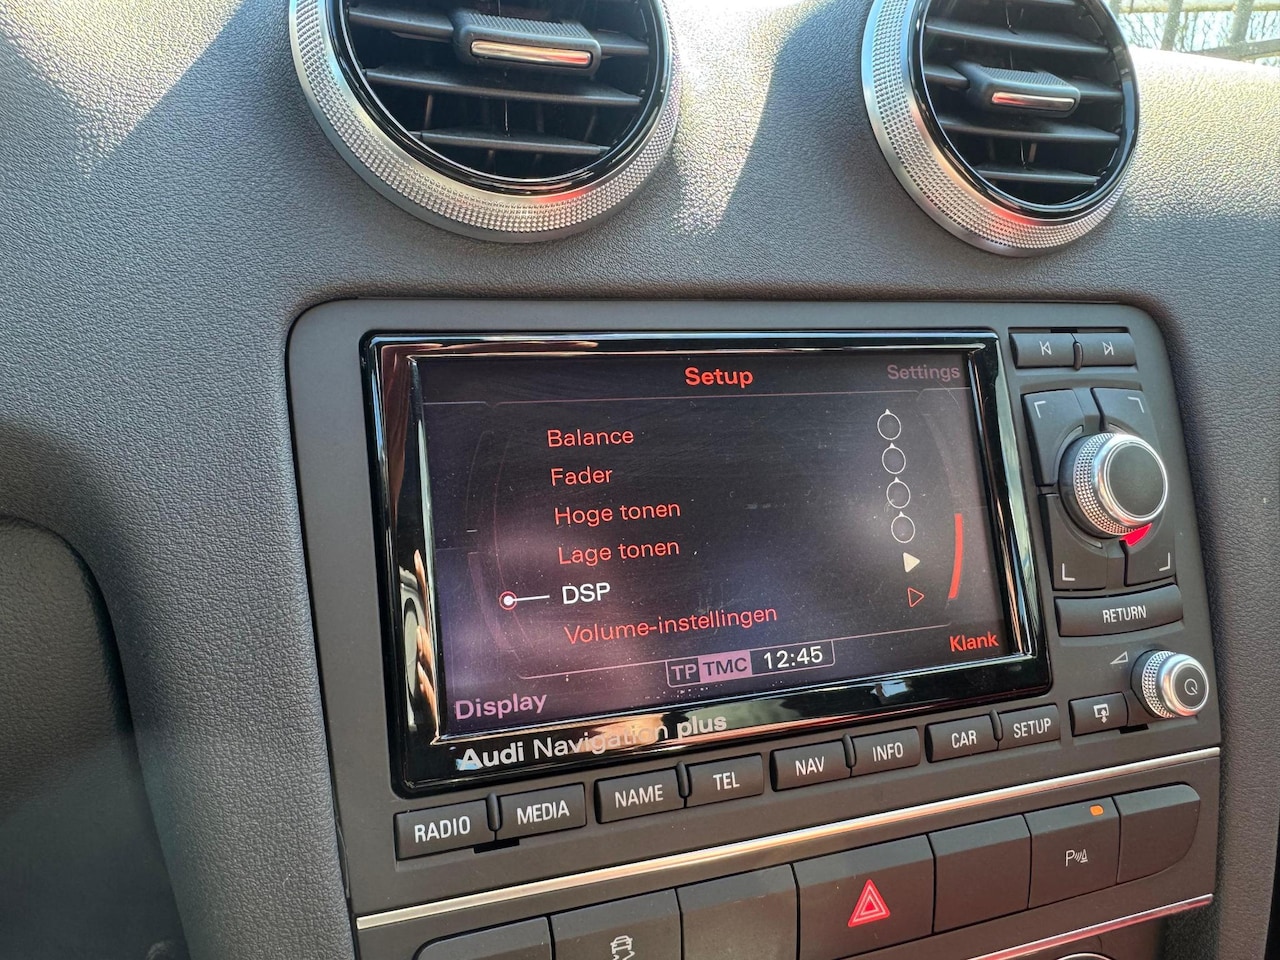 Setup
Settings
Balance
Fader
Hoge tonen
Lage tonen
DSP
Volume-instellingen
Klank
TP TMC 12:45
Display
Audi Navigation plus
RETURN
RADIO MEDIA NAME TEL NAV INFO CAR SETUP
P